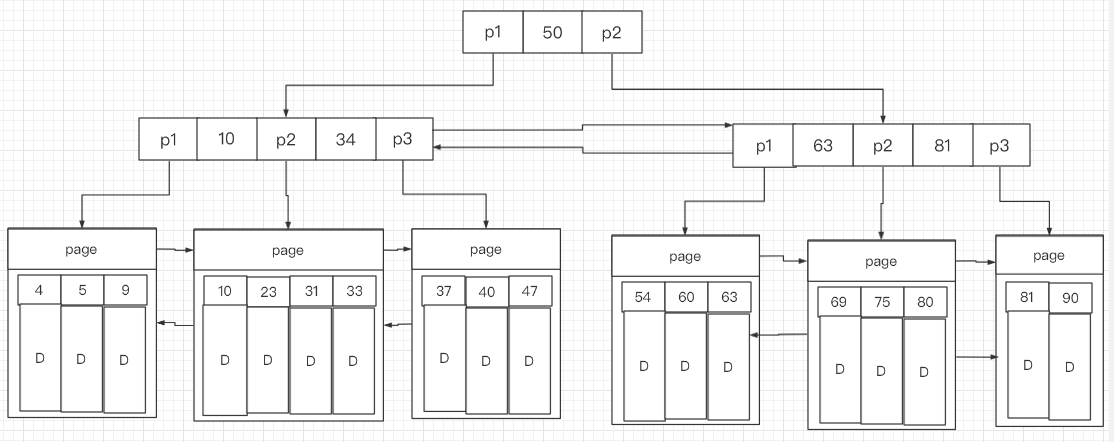 p1 50 p2
p1 10 p2 34 p3
p1 63 p2 81 p3
page
4 5 9
D D D
page
10 23 31 33
D D D D
page
37 40 47
D D D
page
54 60 63
D D D
page
69 75 80
D D D
page
81 90
D D